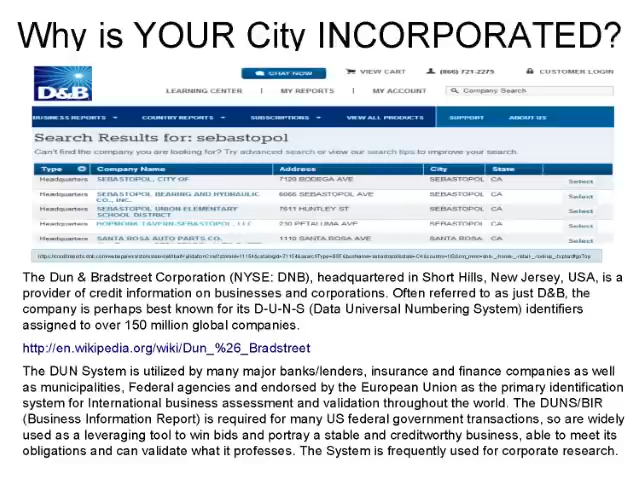 Why is YOUR City INCORPORATED?
CHAT NOW VIEW CART (866) 721-2275 CUSTOMER LOGIN
D&B
LEARNING CENTER | MY REPORTS | MY ACCOUNT Company Search
BUSINESS REPORTS COUNTRY REPORTS SUBSCRIPTIONS VIEW ALL PRODUCTS SUPPORT ABOUT US
Search Results for: sebastopol
Can't find the company you are looking for? Try advanced search or view our search tips to improve your search.
Type Company Name Address City State
Headquarters SEBASTOPOL, CITY OF 7120 BODEGA AVE SEBASTOPOL CA Select
Headquarters SEBASTOPOL BEARING AND HYDRAULIC CO., INC. 6066 SEBASTOPOL AVE SEBASTOPOL CA Select
Headquarters SEBASTOPOL UNION ELEMENTARY SCHOOL DISTRICT 7611 HUNTLEY ST SEBASTOPOL CA Select
Headquarters HOPMONK TAVERN-SEBASTOPOL, LLC 230 PETALUMA AVE SEBASTOPOL CA Select
Headquarters SANTA ROSA AUTO PARTS CO. 1110 SANTA ROSA AVE SEBASTOPOL CA Select
The Dun & Bradstreet Corporation (NYSE: DNB), headquartered in Short Hills, New Jersey, USA, is a
provider of credit information on businesses and corporations. Often referred to as just D&B, the
company is perhaps best known for its D-U-N-S (Data Universal Numbering System) identifiers
assigned to over 150 million global companies.
http://en.wikipedia.org/wiki/Dun_%26_Bradstreet
The DUN System is utilized by many major banks/lenders, insurance and finance companies as well
as municipalities, Federal agencies and endorsed by the European Union as the primary identification
system for International business assessment and validation throughout the world. The DUNS/BIR
(Business Information Report) is required for many US federal government transactions, so are widely
used as a leveraging tool to win bids and portray a stable and creditworthy business, able to meet its
obligations and can validate what it professes. The System is frequently used for corporate research.